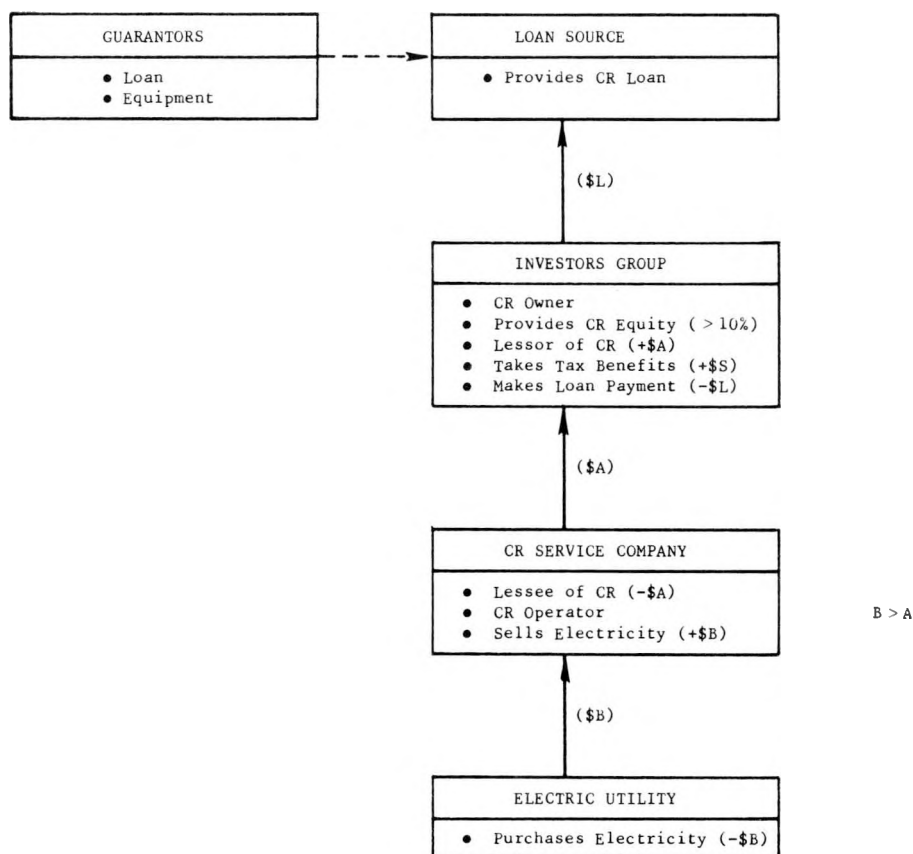 GUARANTORS
● Loan
● Equipment
LOAN SOURCE
● Provides CR Loan
($L)
INVESTORS GROUP
● CR Owner
● Provides CR Equity ( > 10%)
● Lessor of CR (+$A)
● Takes Tax Benefits (+$S)
● Makes Loan Payment (-$L)
($A)
CR SERVICE COMPANY
● Lessee of CR (-$A)
● CR Operator
● Sells Electricity (+$B)
B > A
($B)
ELECTRIC UTILITY
● Purchases Electricity (-$B)